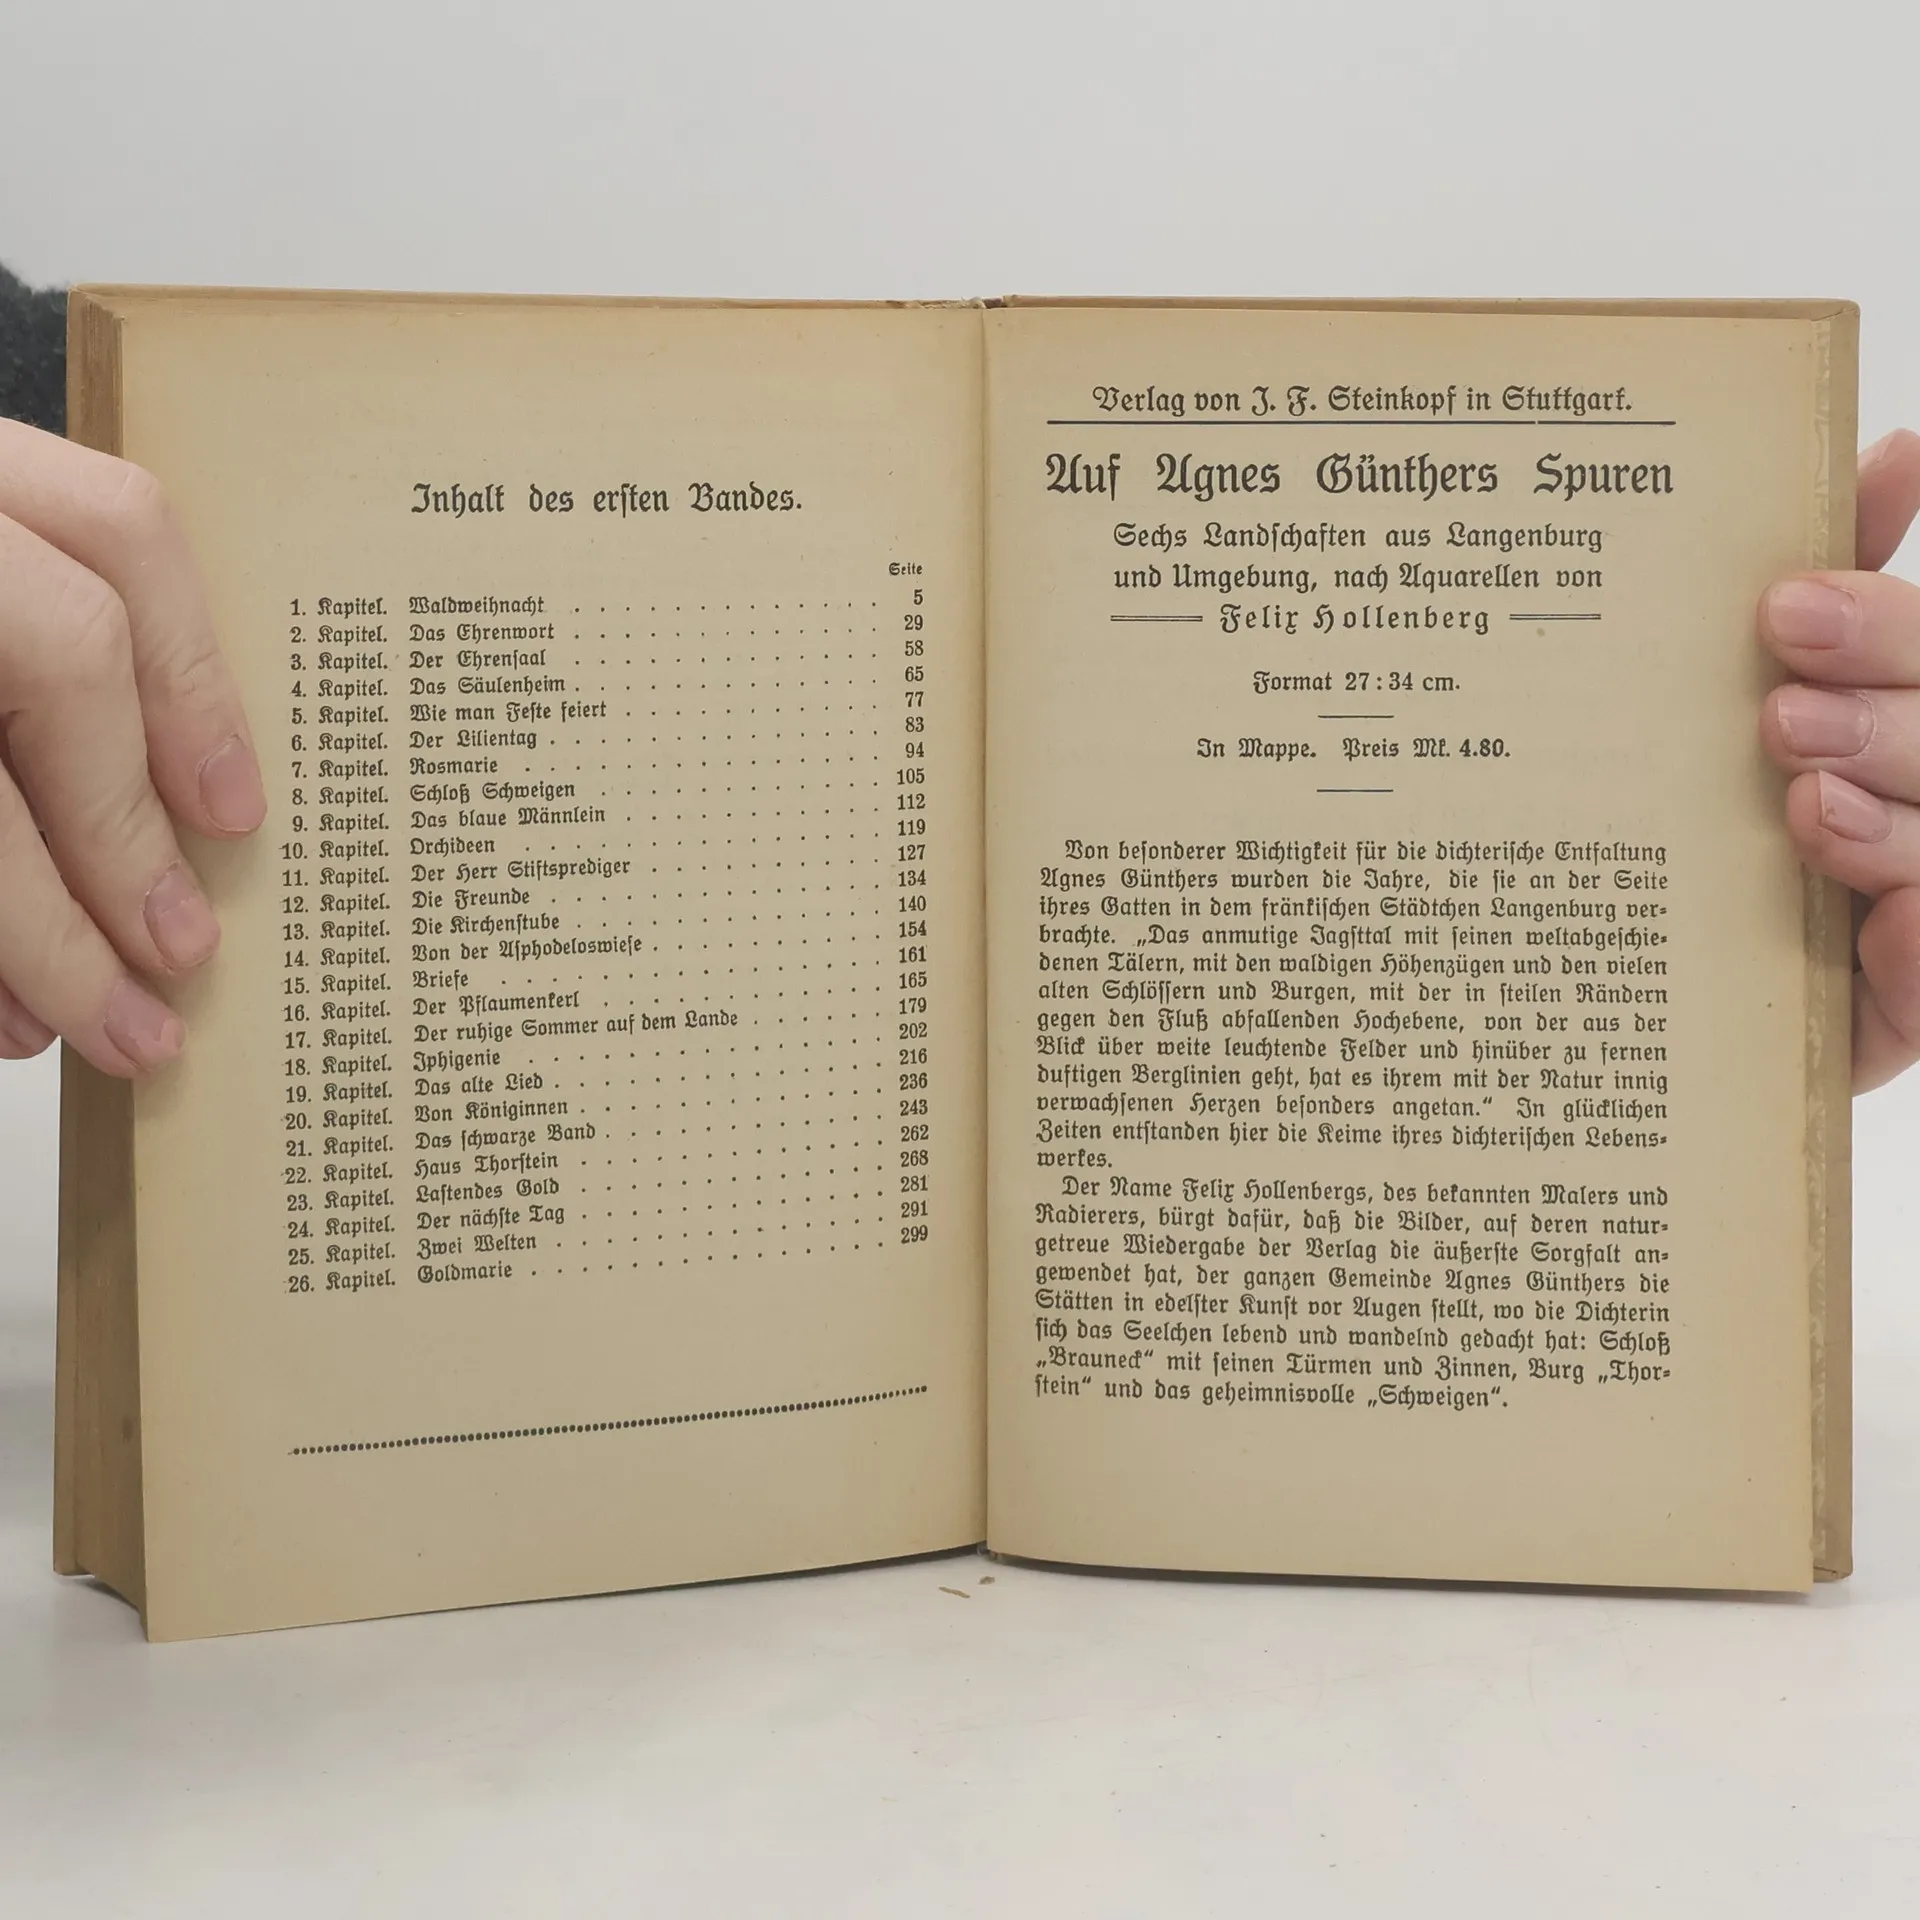 Inhalt des ersten Bandes.
Seite
1. Kapitel. Waldweihnacht . . . . . . . . . . . . . 5
2. Kapitel. Das Ehrenwort . . . . . . . . . . . . . 29
3. Kapitel. Der Ehrensaal . . . . . . . . . . . . . 58
4. Kapitel. Das Säulenheim . . . . . . . . . . . . . 65
5. Kapitel. Wie man Feste feiert . . . . . . . . . . . 77
6. Kapitel. Der Lilientag . . . . . . . . . . . . . . 83
7. Kapitel. Rosmarie . . . . . . . . . . . . . . . 94
8. Kapitel. Schloß Schweigen . . . . . . . . . . . . 105
9. Kapitel. Das blaue Männlein . . . . . . . . . . . 112
10. Kapitel. Orchideen . . . . . . . . . . . . . . . 119
11. Kapitel. Der Herr Stiftsprediger . . . . . . . . . . 127
12. Kapitel. Die Freunde . . . . . . . . . . . . . . 134
13. Kapitel. Die Kirchenstube . . . . . . . . . . . . . 140
14. Kapitel. Von der Asphodeloswiese . . . . . . . . . . 154
15. Kapitel. Briefe . . . . . . . . . . . . . . . . 161
16. Kapitel. Der Pflaumenkerl . . . . . . . . . . . . 165
17. Kapitel. Der ruhige Sommer auf dem Lande . . . . . . 179
18. Kapitel. Iphigenie . . . . . . . . . . . . . . . 202
19. Kapitel. Das alte Lied . . . . . . . . . . . . . . 216
20. Kapitel. Von Königinnen . . . . . . . . . . . . . 236
21. Kapitel. Das schwarze Band . . . . . . . . . . . . 243
22. Kapitel. Haus Thorstein . . . . . . . . . . . . . 262
23. Kapitel. Lastendes Gold . . . . . . . . . . . . . 268
24. Kapitel. Der nächste Tag . . . . . . . . . . . . . 281
25. Kapitel. Zwei Welten . . . . . . . . . . . . . . 291
26. Kapitel. Goldmarie . . . . . . . . . . . . . . . 299
Verlag von J. F. Steinkopf in Stuttgart.
Auf Agnes Günthers Spuren
Sechs Landschaften aus Langenburg
und Umgebung, nach Aquarellen von
Felix Hollenberg
Format 27 : 34 cm.
In Mappe. Preis Mk. 4.80.
Von besonderer Wichtigkeit für die dichterische Entfaltung
Agnes Günthers wurden die Jahre, die sie an der Seite
ihres Gatten in dem fränkischen Städtchen Langenburg ver-
brachte. „Das anmutige Jagsttal mit seinen weltabgeschie-
denen Tälern, mit den waldigen Höhenzügen und den vielen
alten Schlössern und Burgen, mit der in steilen Rändern
gegen den Fluß abfallenden Hochebene, von der aus der
Blick über weite leuchtende Felder und hinüber zu fernen
duftigen Berglinien geht, hat es ihrem mit der Natur innig
verwachsenen Herzen besonders angetan.“ In glücklichen
Zeiten entstanden hier die Keime ihres dichterischen Lebens-
werkes.
Der Name Felix Hollenbergs, des bekannten Malers und
Radierers, bürgt dafür, daß die Bilder, auf deren natur-
getreue Wiedergabe der Verlag die äußerste Sorgfalt an-
gewendet hat, der ganzen Gemeinde Agnes Günthers die
Stätten in edelster Kunst vor Augen stellt, wo die Dichterin
sich das Seelchen lebend und wandelnd gedacht hat: Schloß
„Brauneck“ mit seinen Türmen und Zinnen, Burg „Thor-
stein“ und das geheimnisvolle „Schweigen“.